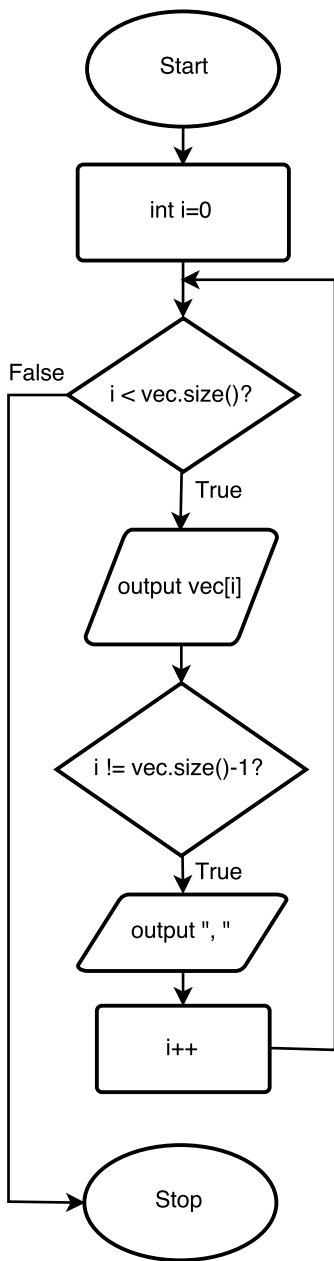 Start
int i=0
False
i < vec.size()?
True
output vec[i]
i != vec.size()-1?
True
output ", "
i++
Stop